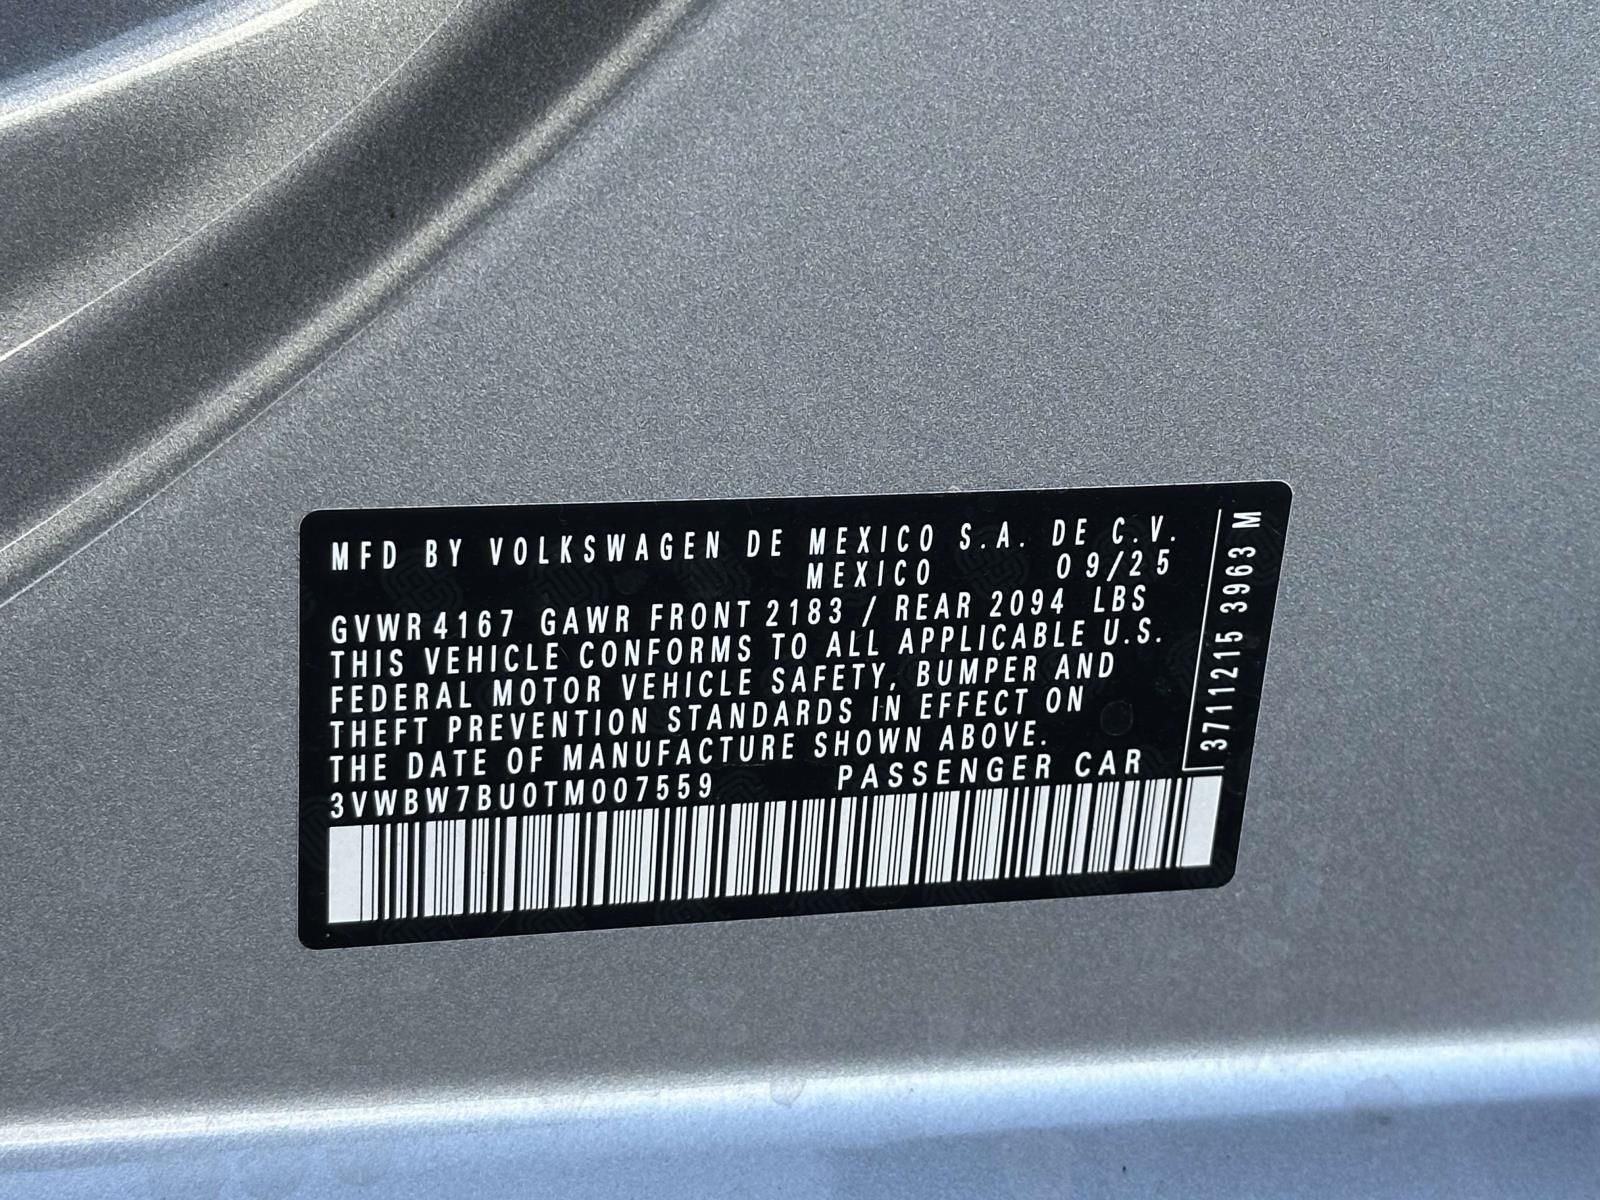 MFD BY VOLKSWAGEN DE MEXICO S.A. DE C.V.
MEXICO 09/25
GVWR 4167 GAWR FRONT 2183 / REAR 2094 LBS
THIS VEHICLE CONFORMS TO ALL APPLICABLE U.S.
FEDERAL MOTOR VEHICLE SAFETY, BUMPER AND
THEFT PREVENTION STANDARDS IN EFFECT ON
THE DATE OF MANUFACTURE SHOWN ABOVE.
3VWBW7BU0TM007559 PASSENGER CAR
3711215 3963 M